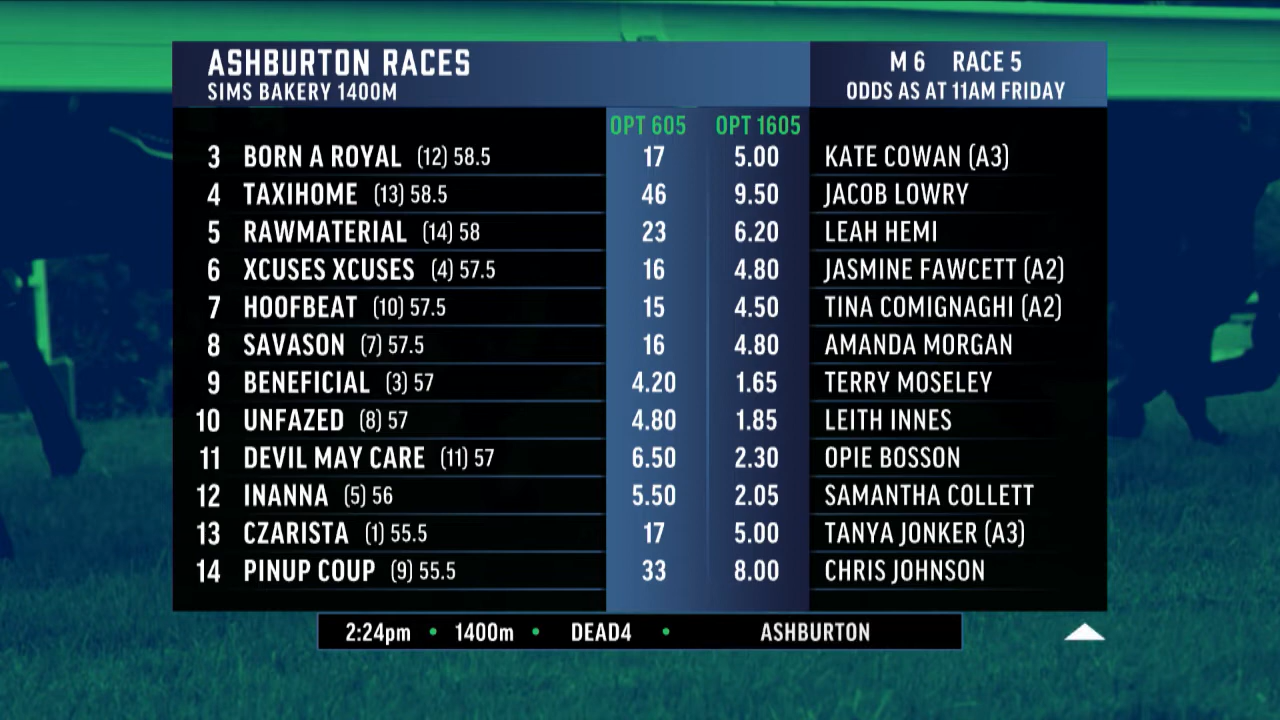 ASHBURTON RACES M 6 RACE 5
SIMS BAKERY 1400M ODDS AS AT 11AM FRIDAY
OPT 605 OPT 1605
3 BORN A ROYAL (12) 58.5 17 5.00 KATE COWAN (A3)
4 TAXIHOME (13) 58.5 46 9.50 JACOB LOWRY
5 RAWMATERIAL (14) 58 23 6.20 LEAH HEMI
6 XCUSES XCUSES (4) 57.5 16 4.80 JASMINE FAWCETT (A2)
7 HOOFBEAT (10) 57.5 15 4.50 TINA COMIGNAGHI (A2)
8 SAVASON (7) 57.5 16 4.80 AMANDA MORGAN
9 BENEFICIAL (3) 57 4.20 1.65 TERRY MOSELEY
10 UNFAZED (8) 57 4.80 1.85 LEITH INNES
11 DEVIL MAY CARE (11) 57 6.50 2.30 OPIE BOSSON
12 INANNA (5) 56 5.50 2.05 SAMANTHA COLLETT
13 CZARISTA (1) 55.5 17 5.00 TANYA JONKER (A3)
14 PINUP COUP (9) 55.5 33 8.00 CHRIS JOHNSON
2:24pm • 1400m • DEAD4 • ASHBURTON